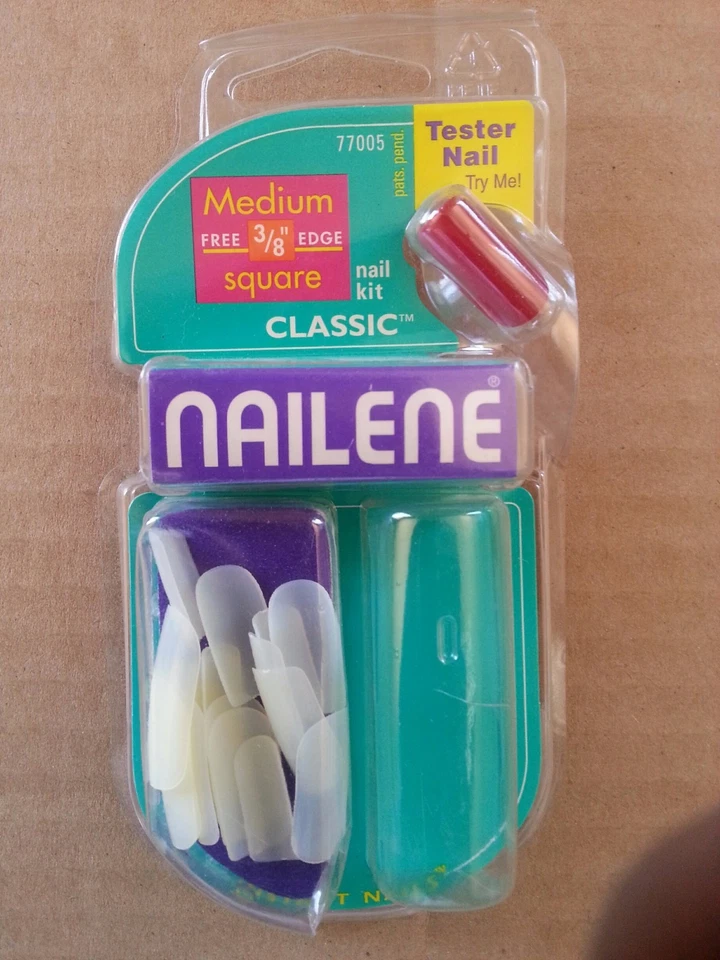 77005
pats. pend.
Tester
Nail
Try Me!
Medium
FREE 3/8" EDGE
square
nail
kit
CLASSIC™
NAILENE®